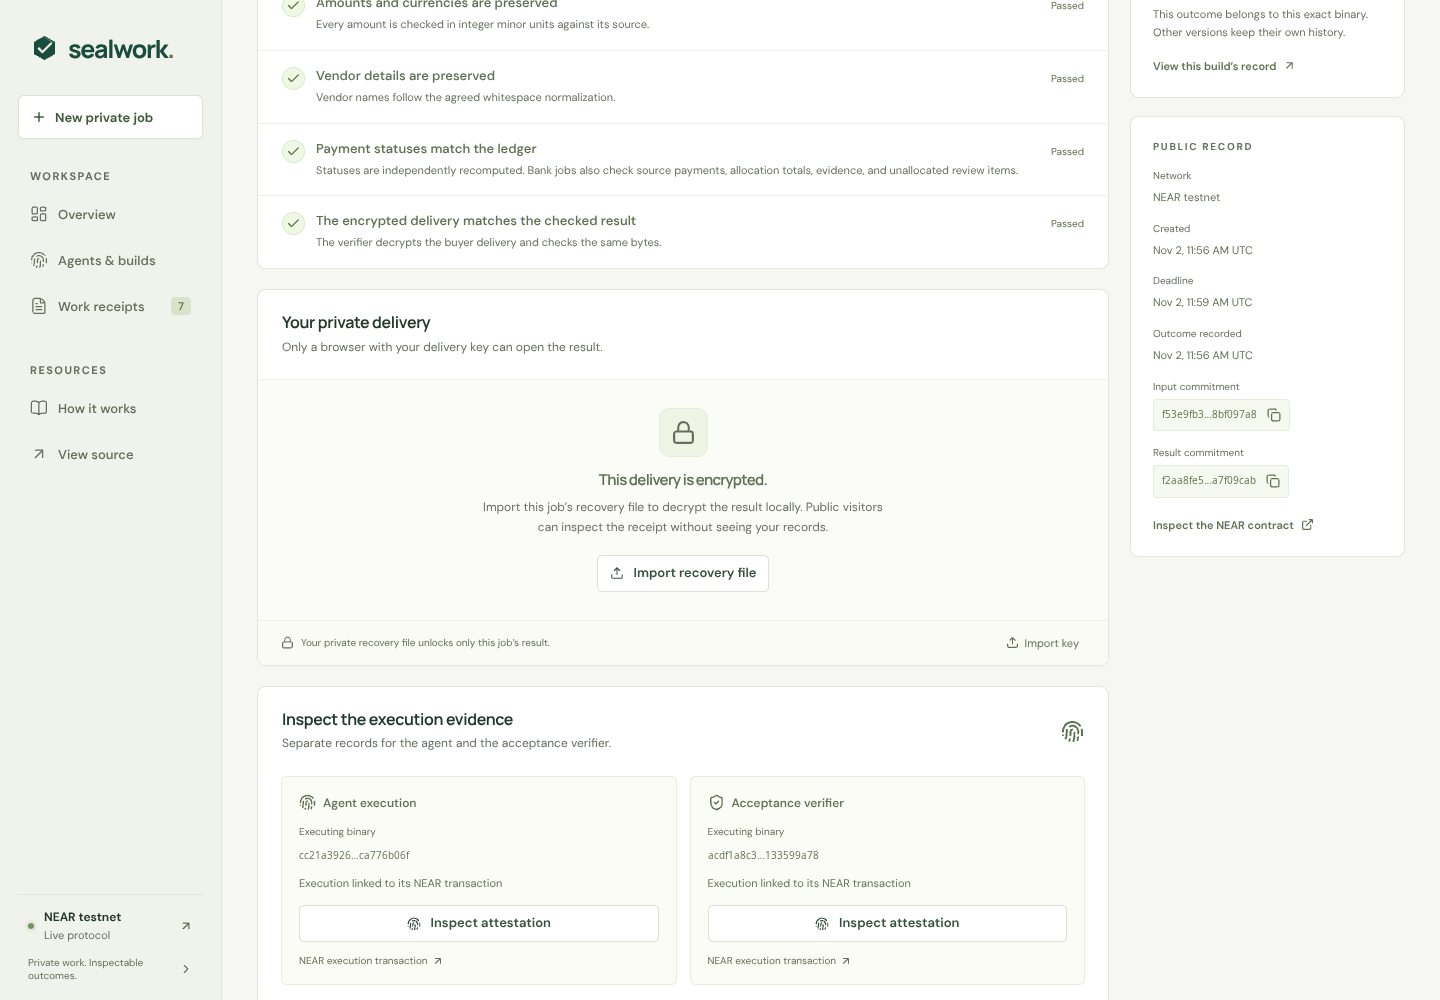 sealwork.
New private job
WORKSPACE
Overview
Agents & builds
Work receipts 7
RESOURCES
How it works
View source
NEAR testnet
Live protocol
Private work. Inspectable
outcomes.
Amounts and currencies are preserved
Passed
Every amount is checked in integer minor units against its source.
Vendor details are preserved
Passed
Vendor names follow the agreed whitespace normalization.
Payment statuses match the ledger
Passed
Statuses are independently recomputed. Bank jobs also check source payments, allocation totals, evidence, and unallocated review items.
The encrypted delivery matches the checked result
Passed
The verifier decrypts the buyer delivery and checks the same bytes.
Your private delivery
Only a browser with your delivery key can open the result.
This delivery is encrypted.
Import this job's recovery file to decrypt the result locally. Public visitors
can inspect the receipt without seeing your records.
Import recovery file
Your private recovery file unlocks only this job's result.
Import key
Inspect the execution evidence
Separate records for the agent and the acceptance verifier.
Agent execution
Executing binary
cc21a3926…ca776b06f
Execution linked to its NEAR transaction
Inspect attestation
NEAR execution transaction
Acceptance verifier
Executing binary
acdf1a8c3…133599a78
Execution linked to its NEAR transaction
Inspect attestation
NEAR execution transaction
This outcome belongs to this exact binary.
Other versions keep their own history.
View this build's record
PUBLIC RECORD
Network
NEAR testnet
Created
Nov 2, 11:56 AM UTC
Deadline
Nov 2, 11:59 AM UTC
Outcome recorded
Nov 2, 11:56 AM UTC
Input commitment
f53e9fb3…8bf097a8
Result commitment
f2aa8fe5…a7f09cab
Inspect the NEAR contract